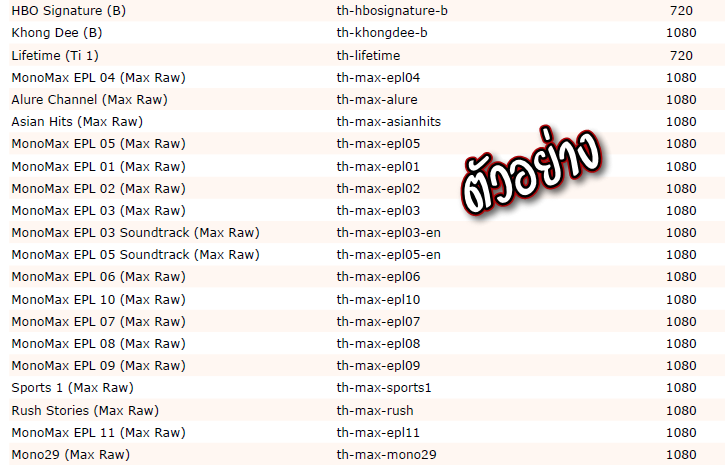 HBO Signature (B) th-hbosignature-b 720
Khong Dee (B) th-khongdee-b 1080
Lifetime (Ti 1) th-lifetime 720
MonoMax EPL 04 (Max Raw) th-max-epl04 1080
Alure Channel (Max Raw) th-max-alure 1080
Asian Hits (Max Raw) th-max-asianhits 1080
MonoMax EPL 05 (Max Raw) th-max-epl05 1080
MonoMax EPL 01 (Max Raw) th-max-epl01 1080
MonoMax EPL 02 (Max Raw) th-max-epl02 1080
MonoMax EPL 03 (Max Raw) th-max-epl03 1080
MonoMax EPL 03 Soundtrack (Max Raw) th-max-epl03-en 1080
MonoMax EPL 05 Soundtrack (Max Raw) th-max-epl05-en 1080
MonoMax EPL 06 (Max Raw) th-max-epl06 1080
MonoMax EPL 10 (Max Raw) th-max-epl10 1080
MonoMax EPL 07 (Max Raw) th-max-epl07 1080
MonoMax EPL 08 (Max Raw) th-max-epl08 1080
MonoMax EPL 09 (Max Raw) th-max-epl09 1080
Sports 1 (Max Raw) th-max-sports1 1080
Rush Stories (Max Raw) th-max-rush 1080
MonoMax EPL 11 (Max Raw) th-max-epl11 1080
Mono29 (Max Raw) th-max-mono29 1080
ตัวอย่าง